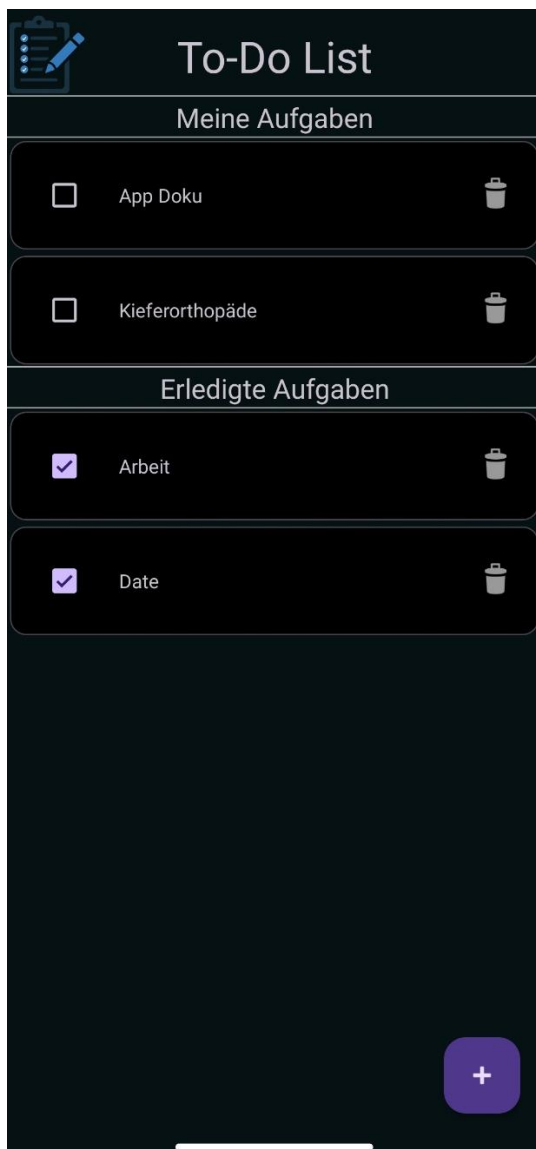 To-Do List
Meine Aufgaben
App Doku
Kieferorthopäde
Erledigte Aufgaben
Arbeit
Date
+